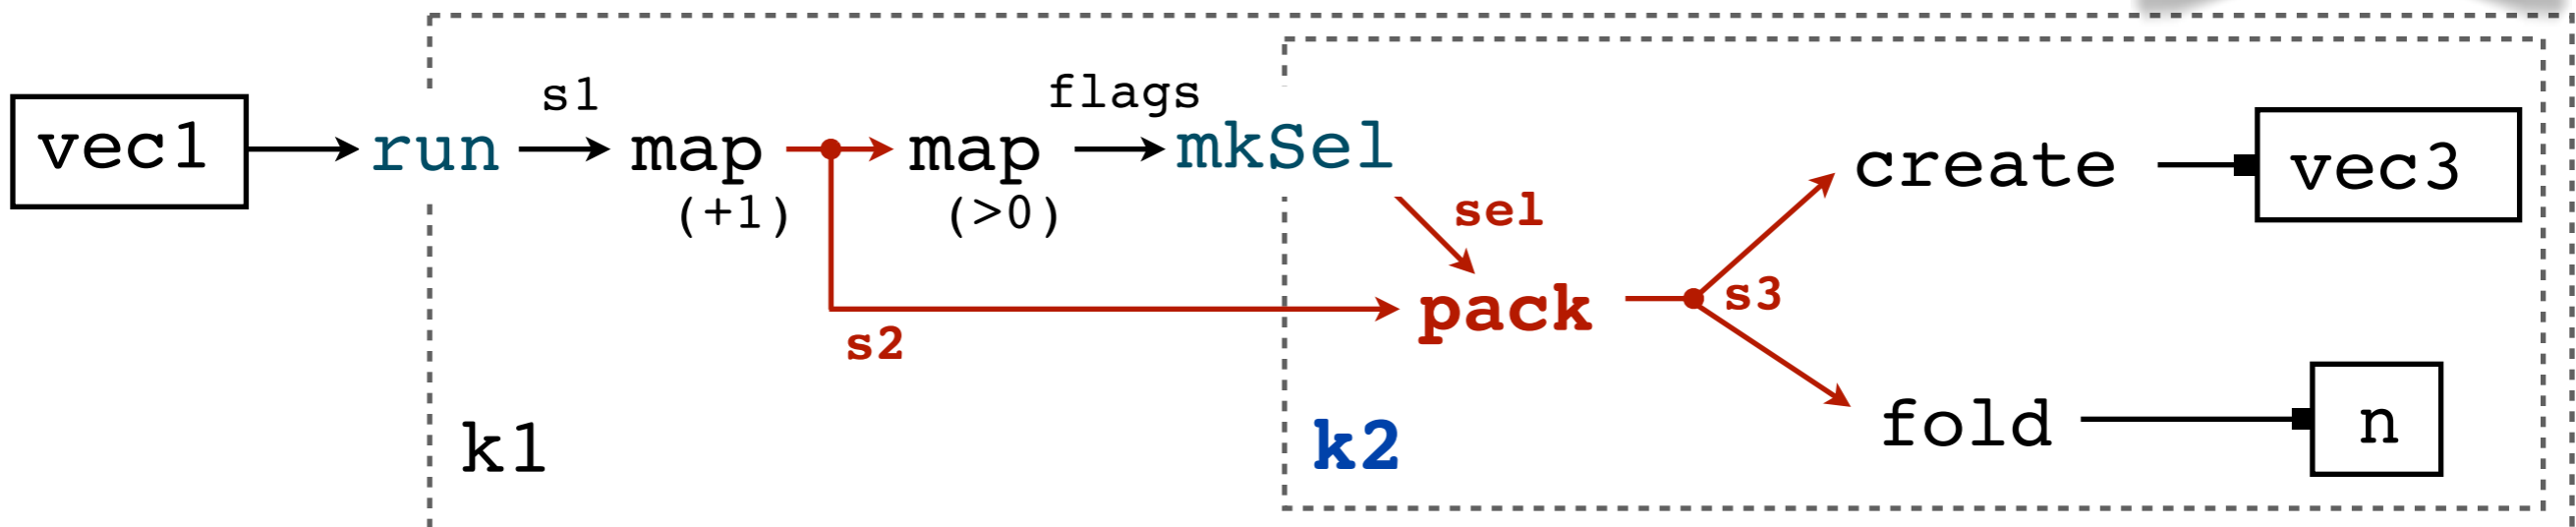 vec1
run
s1
map
(+1)
s2
map
(>0)
flags
mkSel
sel
pack
s3
create
vec3
fold
n
k1
k2